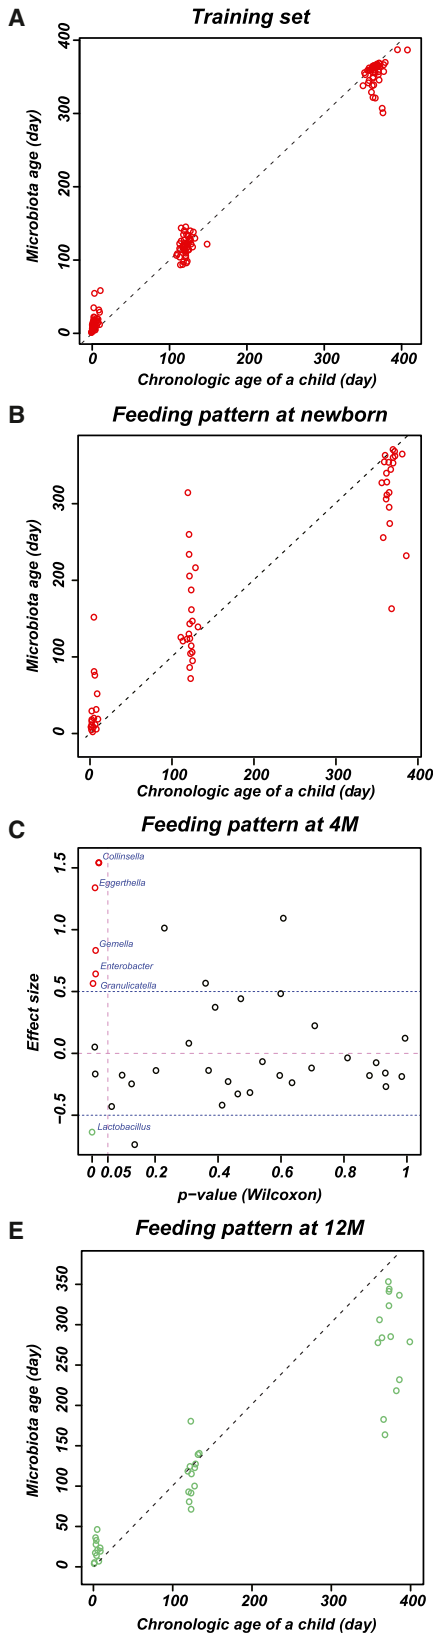 A
Training set
400
300
200
100
0
Microbiota age (day)
0 100 200 300 400
Chronologic age of a child (day)
B
Feeding pattern at newborn
300
200
100
0
Microbiota age (day)
0 100 200 300 400
Chronologic age of a child (day)
C
Feeding pattern at 4M
1.5
1.0
0.5
0.0
−0.5
Effect size
Collinsella
Eggerthella
Gemella
Enterobacter
Granulicatella
Lactobacillus
0 0.05 0.2 0.4 0.6 0.8 1
p−value (Wilcoxon)
E
Feeding pattern at 12M
350
300
250
200
150
100
50
0
Microbiota age (day)
0 100 200 300 400
Chronologic age of a child (day)